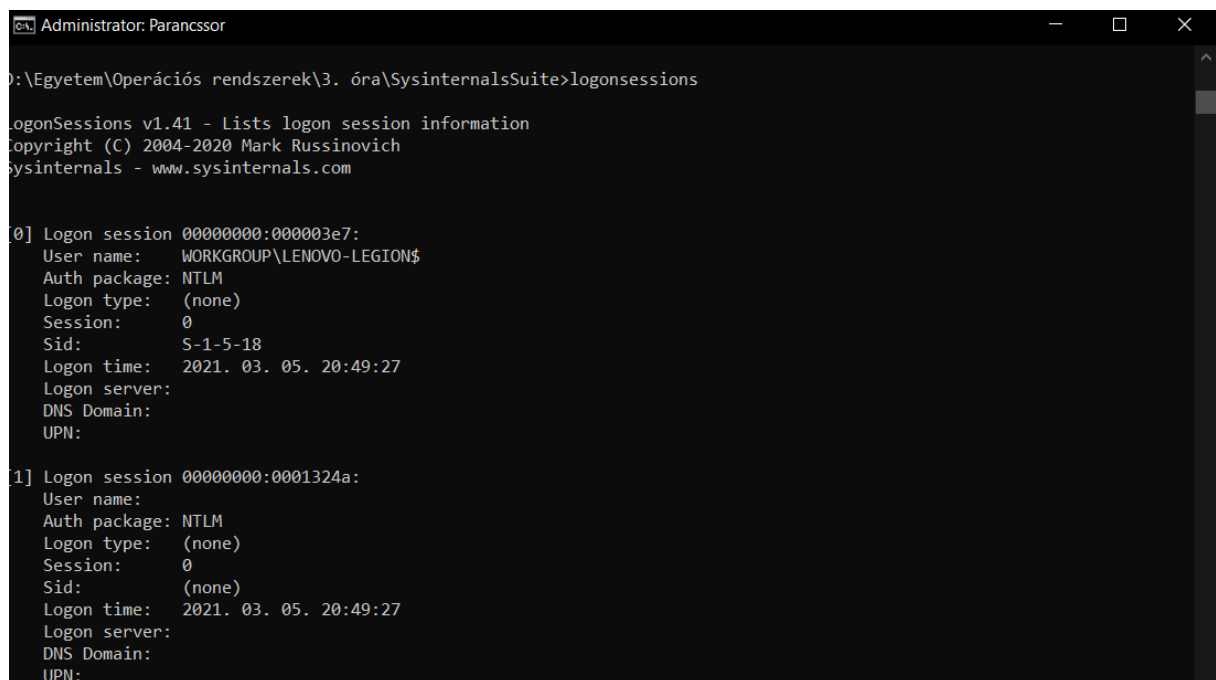 Administrator: Parancssor
:\Egyetem\Operációs rendszerek\3. óra\SysinternalsSuite>logonsessions
LogonSessions v1.41 - Lists logon session information
Copyright (C) 2004-2020 Mark Russinovich
Sysinternals - www.sysinternals.com
[0] Logon session 00000000:000003e7:
User name:    WORKGROUP\LENOVO-LEGION$
Auth package: NTLM
Logon type:   (none)
Session:      0
Sid:          S-1-5-18
Logon time:   2021. 03. 05. 20:49:27
Logon server:
DNS Domain:
UPN:
[1] Logon session 00000000:0001324a:
User name:
Auth package: NTLM
Logon type:   (none)
Session:      0
Sid:          (none)
Logon time:   2021. 03. 05. 20:49:27
Logon server:
DNS Domain:
UPN: